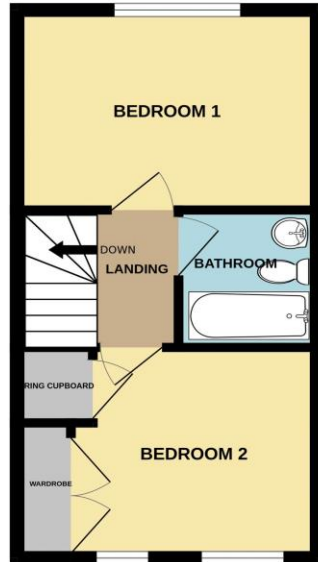 BEDROOM 1
DOWN
LANDING
BATHROOM
RING CUPBOARD
BEDROOM 2
WARDROBE